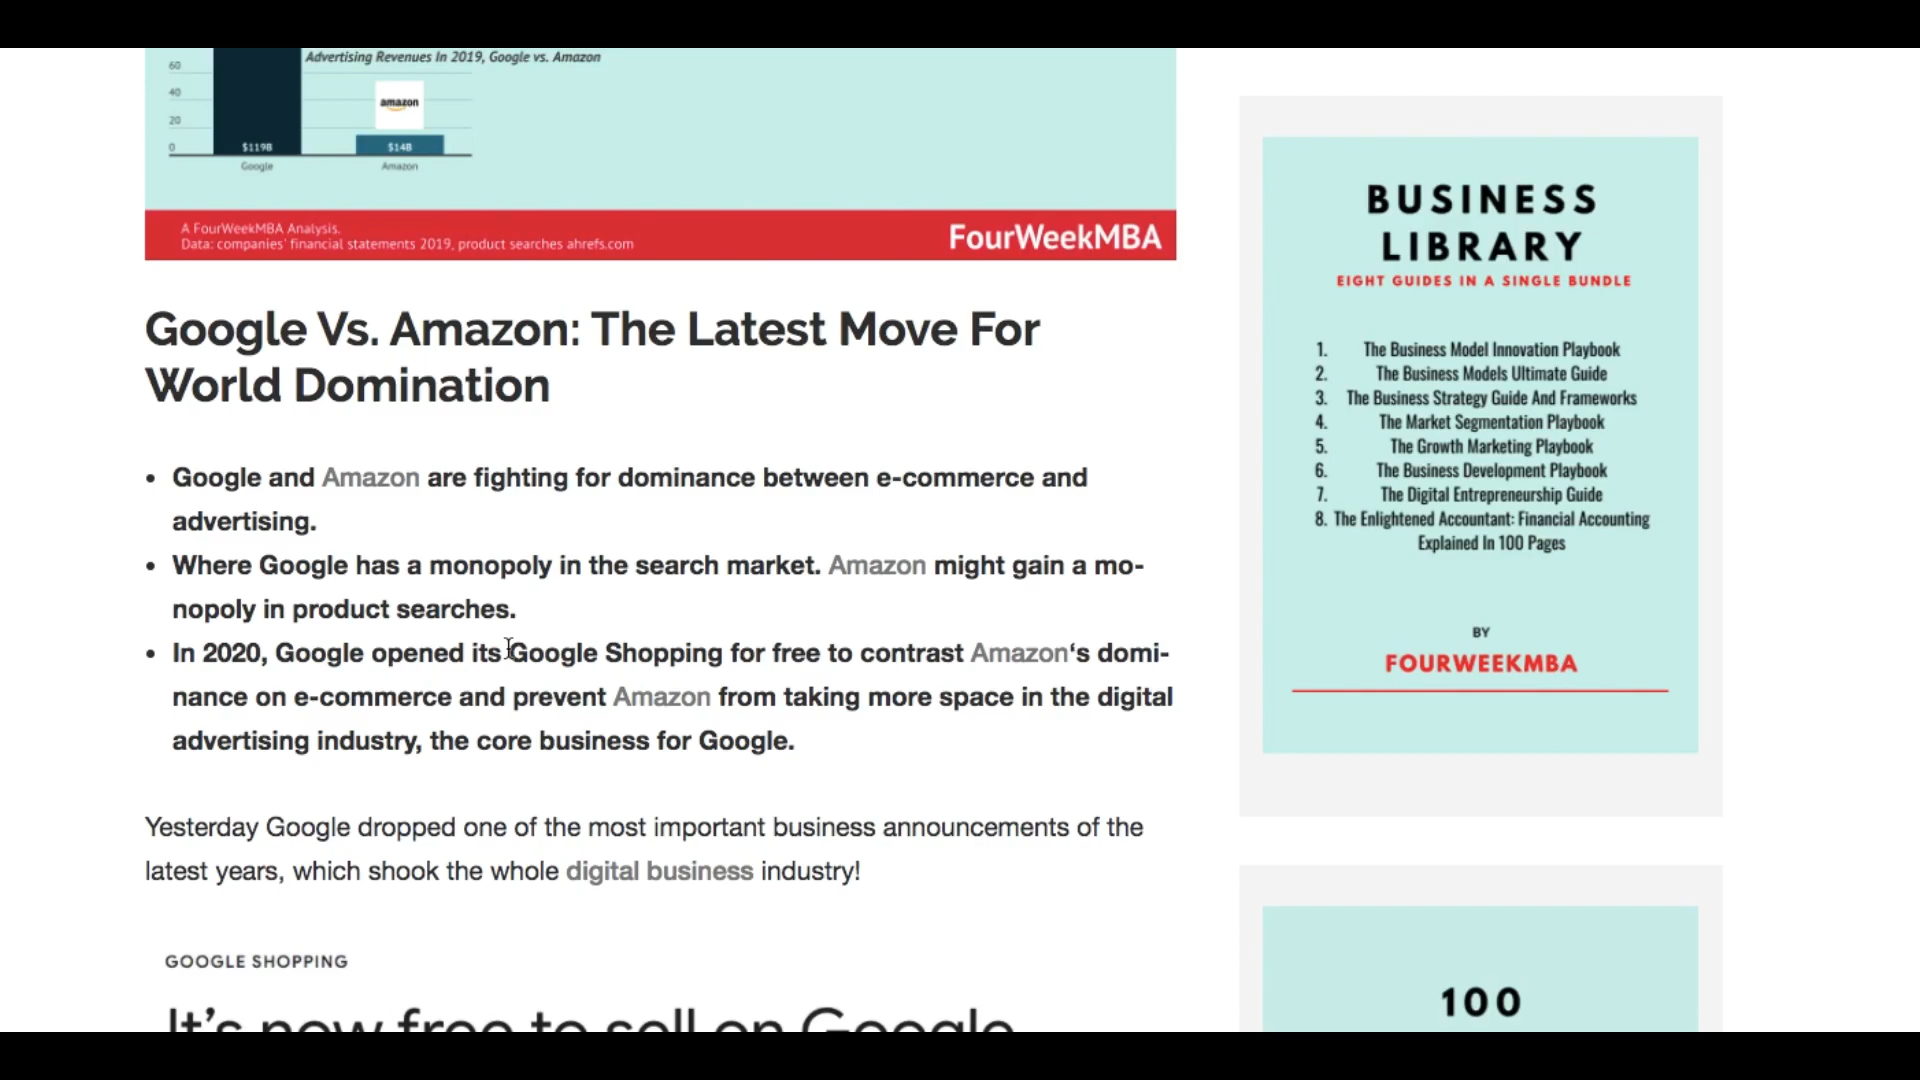 Advertising Revenues In 2019, Google vs. Amazon
60
40
20
0
amazon
$119B
$14B
Google
Amazon
A FourWeekMBA Analysis.
Data: companies' financial statements 2019, product searches ahrefs.com
FourWeekMBA
Google Vs. Amazon: The Latest Move For
World Domination
• Google and Amazon are fighting for dominance between e-commerce and
advertising.
• Where Google has a monopoly in the search market. Amazon might gain a mo-
nopoly in product searches.
• In 2020, Google opened its Google Shopping for free to contrast Amazon‘s domi-
nance on e-commerce and prevent Amazon from taking more space in the digital
advertising industry, the core business for Google.
Yesterday Google dropped one of the most important business announcements of the
latest years, which shook the whole digital business industry!
GOOGLE SHOPPING
It's now free to sell on Google
BUSINESS
LIBRARY
EIGHT GUIDES IN A SINGLE BUNDLE
1. The Business Model Innovation Playbook
2. The Business Models Ultimate Guide
3. The Business Strategy Guide And Frameworks
4. The Market Segmentation Playbook
5. The Growth Marketing Playbook
6. The Business Development Playbook
7. The Digital Entrepreneurship Guide
8. The Enlightened Accountant: Financial Accounting
Explained In 100 Pages
BY
FOURWEEKMBA
100